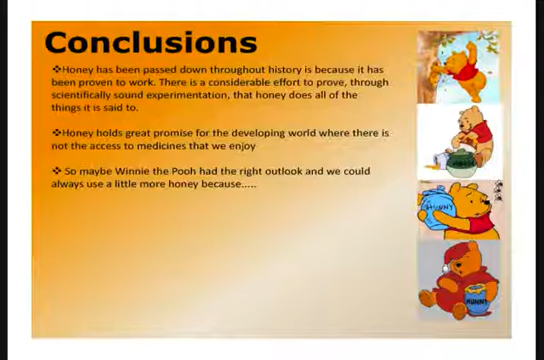 Conclusions
❖Honey has been passed down throughout history is because it has
been proven to work. There is a considerable effort to prove, through
scientifically sound experimentation, that honey does all of the
things it is said to.
❖Honey holds great promise for the developing world where there is
not the access to medicines that we enjoy
❖ So maybe Winnie the Pooh had the right outlook and we could
always use a little more honey because.....
HUNNY
HUNNY